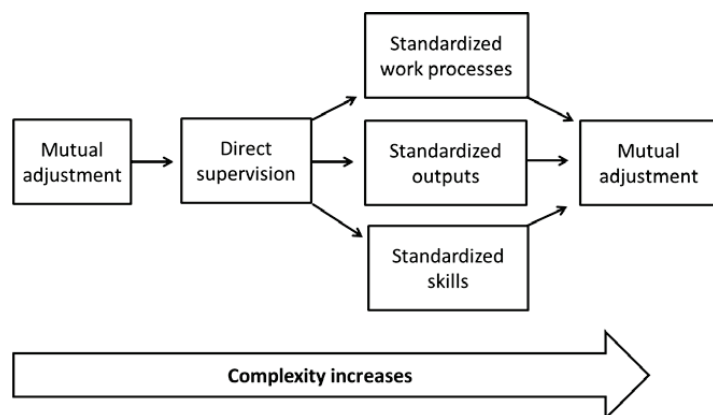 Mutual
adjustment
Direct
supervision
Standardized
work processes
Standardized
outputs
Standardized
skills
Mutual
adjustment
Complexity increases